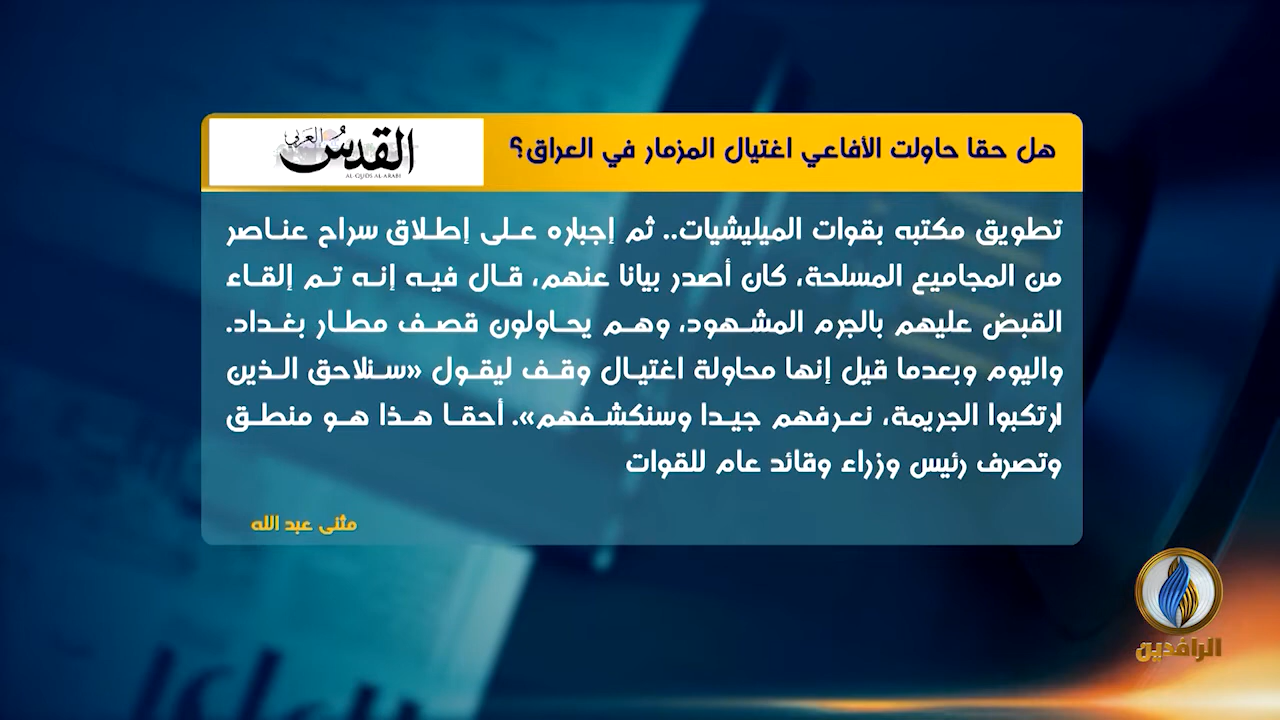 هل حقا حاولت الأفاعي اغتيال المزمار في العراق؟
القدس العربي
AL-QUDS AL-ARABI
تطويق مكتبه بقوات الميليشيات.. ثم إجباره على إطلاق سراح عناصر
من المجاميع المسلحة، كان أصدر بيانا عنهم، قال فيه إنه تم إلقاء
القبض عليهم بالجرم المشهود، وهم يحاولون قصف مطار بغداد.
واليوم وبعدما قيل إنها محاولة اغتيال وقف ليقول «سنلاحق الذين
ارتكبوا الجريمة، نعرفهم جيدا وسنكشفهم». أحقا هذا هو منطق
وتصرف رئيس وزراء وقائد عام للقوات
مثنى عبد الله
الرافدين